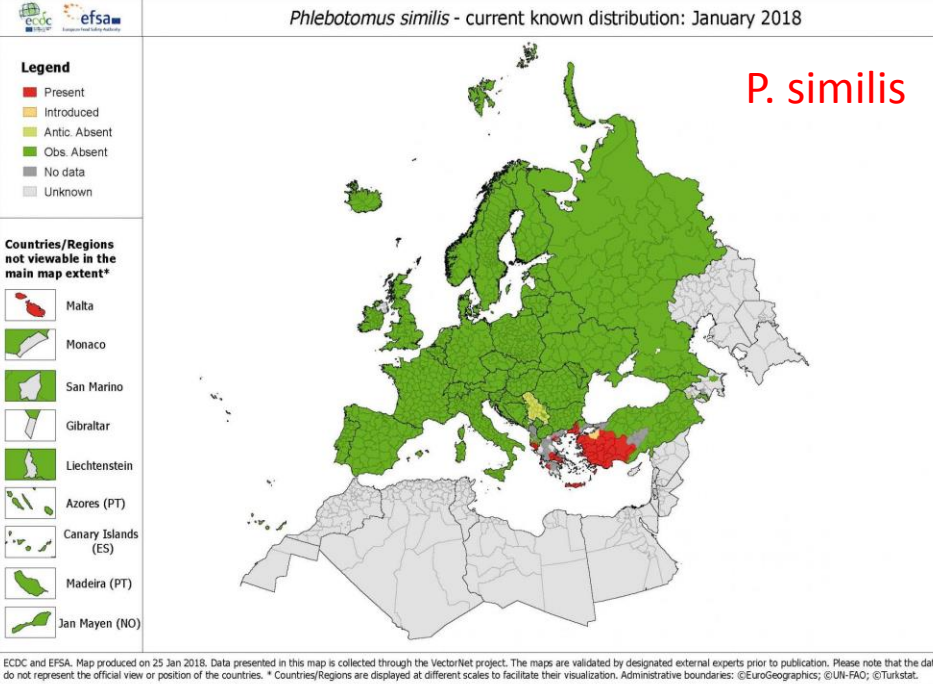 ecdc efsa
European Food Safety Authority
Phlebotomus similis - current known distribution: January 2018
Legend
Present
Introduced
Antic. Absent
Obs. Absent
No data
Unknown
P. similis
Countries/Regions
not viewable in the
main map extent*
Malta
Monaco
San Marino
Gibraltar
Liechtenstein
Azores (PT)
Canary Islands
(ES)
Madeira (PT)
Jan Mayen (NO)
ECDC and EFSA. Map produced on 25 Jan 2018. Data presented in this map is collected through the VectorNet project. The maps are validated by designated external experts prior to publication. Please note that the dat
do not represent the official view or position of the countries. * Countries/Regions are displayed at different scales to facilitate their visualization. Administrative boundaries: ©EuroGeographics; ©UN-FAO; ©Turkstat.